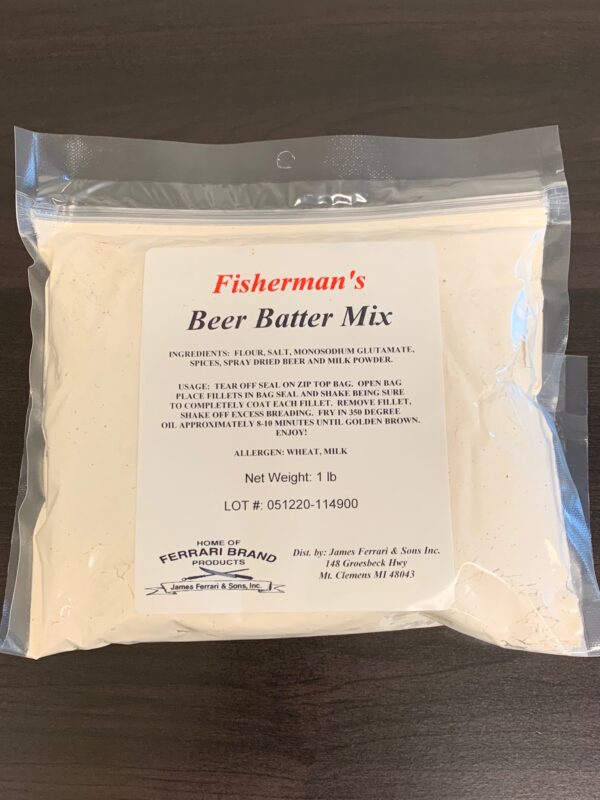 Fisherman's
Beer Batter Mix
INGREDIENTS: FLOUR, SALT, MONOSODIUM GLUTAMATE,
SPICES, SPRAY DRIED BEER AND MILK POWDER.
USAGE: TEAR OFF SEAL ON ZIP TOP BAG. OPEN BAG
PLACE FILLETS IN BAG SEAL AND SHAKE BEING SURE
TO COMPLETELY COAT EACH FILLET. REMOVE FILLET,
SHAKE OFF EXCESS BREADING. FRY IN 350 DEGREE
OIL APPROXIMATELY 8-10 MINUTES UNTIL GOLDEN BROWN.
ENJOY!
ALLERGEN: WHEAT, MILK
Net Weight: 1 lb
LOT #: 051220-114900
HOME OF
FERRARI BRAND
PRODUCTS
James Ferrari & Sons, Inc.
Dist. by: James Ferrari & Sons Inc.
148 Groesbeck Hwy
Mt. Clemens MI 48043